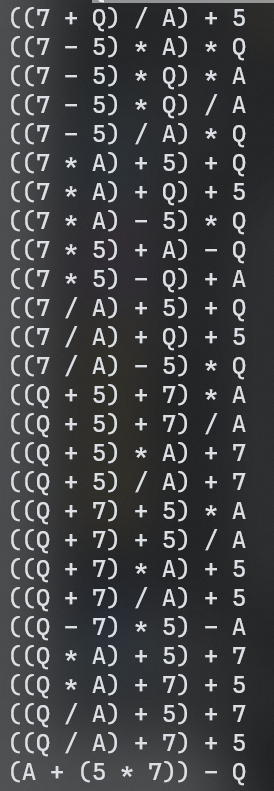 ((7 + Q) / A) + 5
((7 - 5) * A) * Q
((7 - 5) * Q) * A
((7 - 5) * Q) / A
((7 - 5) / A) * Q
((7 * A) + 5) + Q
((7 * A) + Q) + 5
((7 * A) - 5) * Q
((7 * 5) + A) - Q
((7 * 5) - Q) + A
((7 / A) + 5) + Q
((7 / A) + Q) + 5
((7 / A) - 5) * Q
((Q + 5) + 7) * A
((Q + 5) + 7) / A
((Q + 5) * A) + 7
((Q + 5) / A) + 7
((Q + 7) + 5) * A
((Q + 7) + 5) / A
((Q + 7) * A) + 5
((Q + 7) / A) + 5
((Q - 7) * 5) - A
((Q * A) + 5) + 7
((Q * A) + 7) + 5
((Q / A) + 5) + 7
((Q / A) + 7) + 5
(A + (5 * 7)) - Q